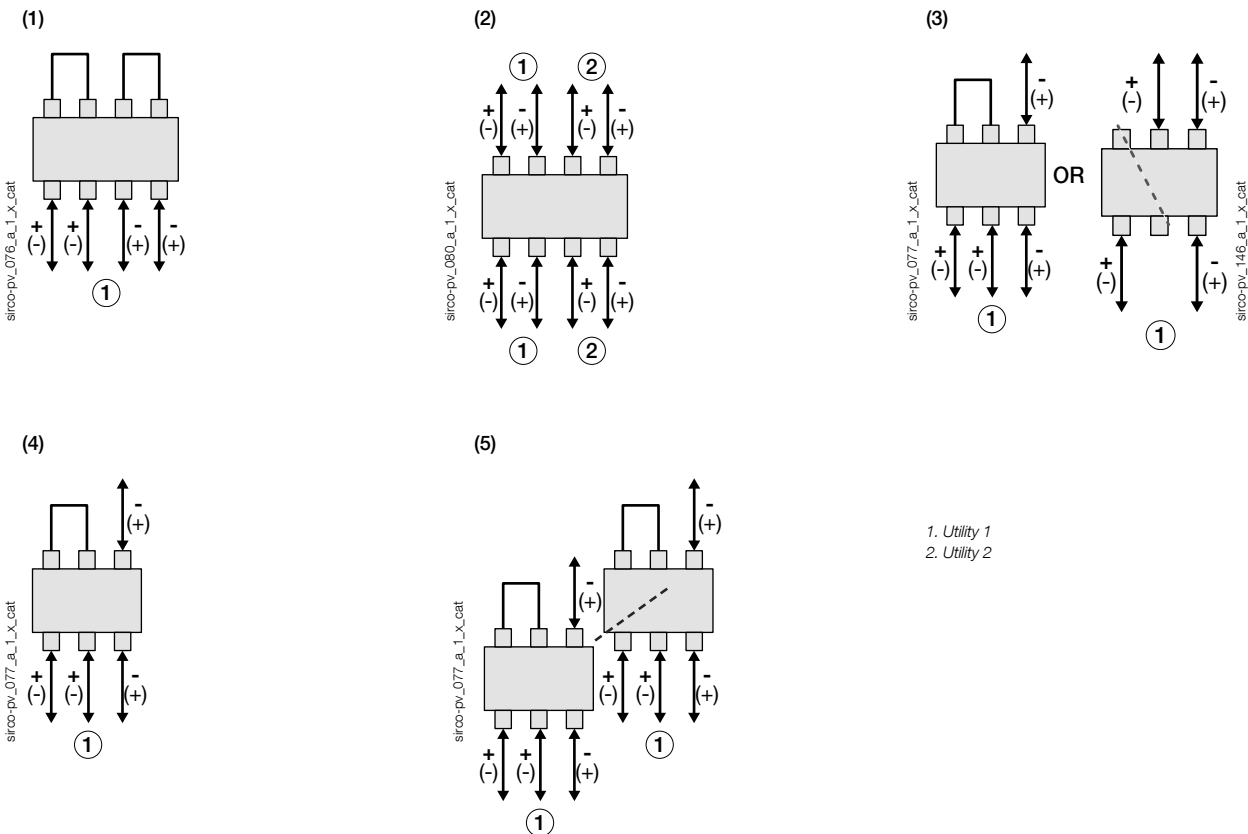 (1)
+ + - -
(-) (-) (+) (+)
1
sirco-pv_076_a_1_x_cat
(2)
1 2
+ - + -
(-) (+) (-) (+)
+ - + -
(-) (+) (-) (+)
1 2
sirco-pv_080_a_1_x_cat
(3)
-
(+)
+ + -
(-) (-) (+)
1
sirco-pv_077_a_1_x_cat
OR
+ -
(-) (+)
+ -
(-) (+)
1
sirco-pv_146_a_1_x_cat
(4)
-
(+)
+ + -
(-) (-) (+)
1
sirco-pv_077_a_1_x_cat
(5)
-
(+)
+ + -
(-) (-) (+)
1
-
(+)
+ + -
(-) (-) (+)
1
sirco-pv_077_a_1_x_cat
1. Utility 1
2. Utility 2